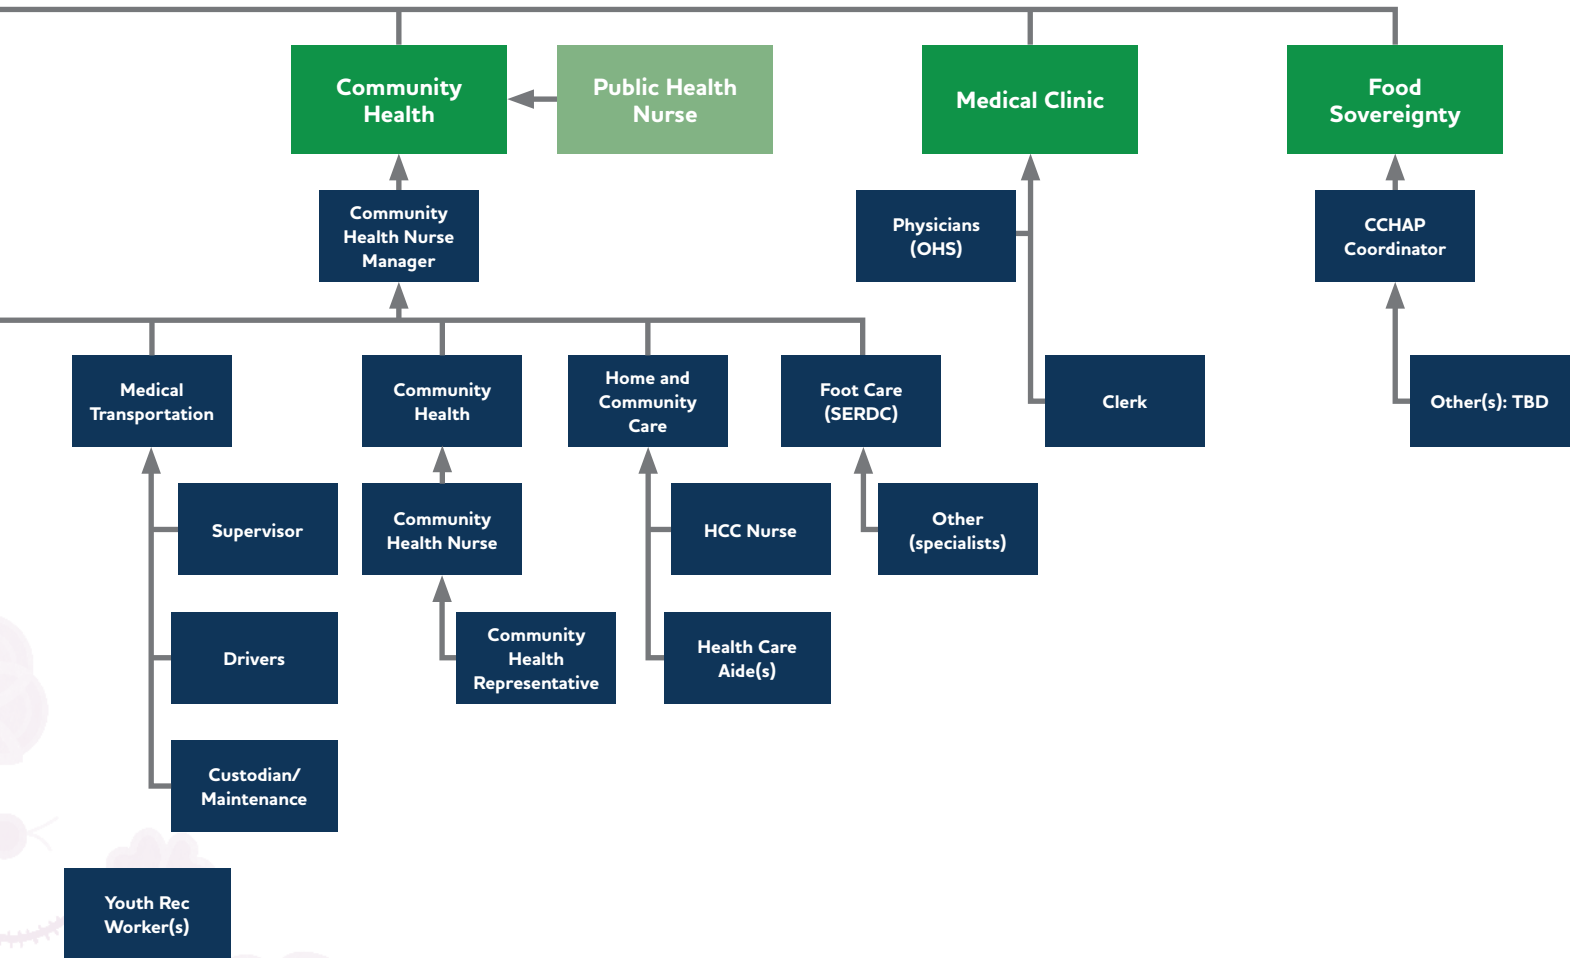 Community
Health
Public Health
Nurse
Medical Clinic
Food
Sovereignty
Community
Health Nurse
Manager
Physicians
(OHS)
CCHAP
Coordinator
Medical
Transportation
Community
Health
Home and
Community
Care
Foot Care
(SERDC)
Clerk
Other(s): TBD
Supervisor
Community
Health Nurse
HCC Nurse
Other
(specialists)
Drivers
Community
Health
Representative
Health Care
Aide(s)
Custodian/
Maintenance
Youth Rec
Worker(s)